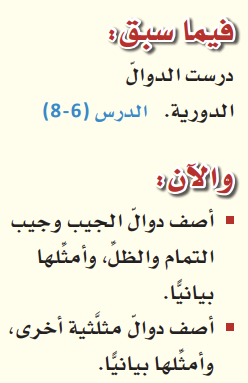 فيما سبق:
درست الدوالّ
الدورية. الدرس (6-8)
والآن:
▪ أصف دوالّ الجيب وجيب
التمام والظلِّ، وأمثِّلها
بيانيًّا.
▪ أصف دوالّ مثلَّثية أخرى،
وأمثِّلها بيانيًّا.